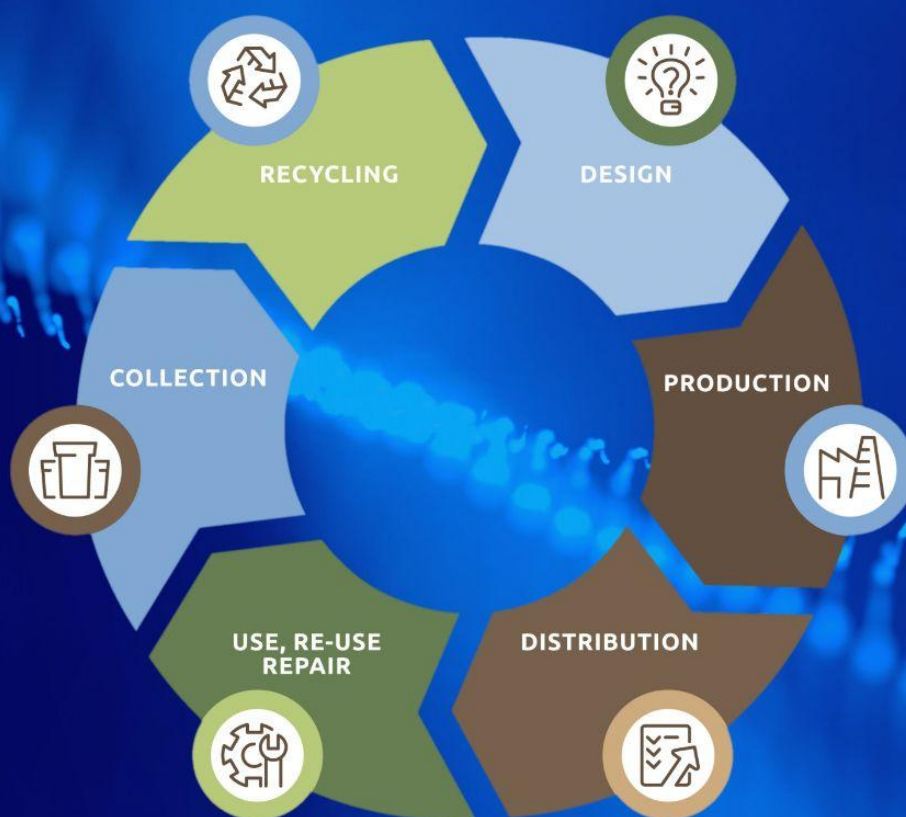 RECYCLING
DESIGN
COLLECTION
PRODUCTION
USE, RE-USE
REPAIR
DISTRIBUTION